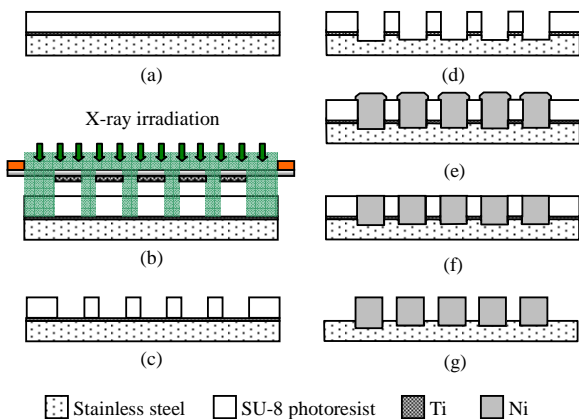 (a)
X-ray irradiation
(b)
(c)
(d)
(e)
(f)
(g)
Stainless steel SU-8 photoresist Ti Ni